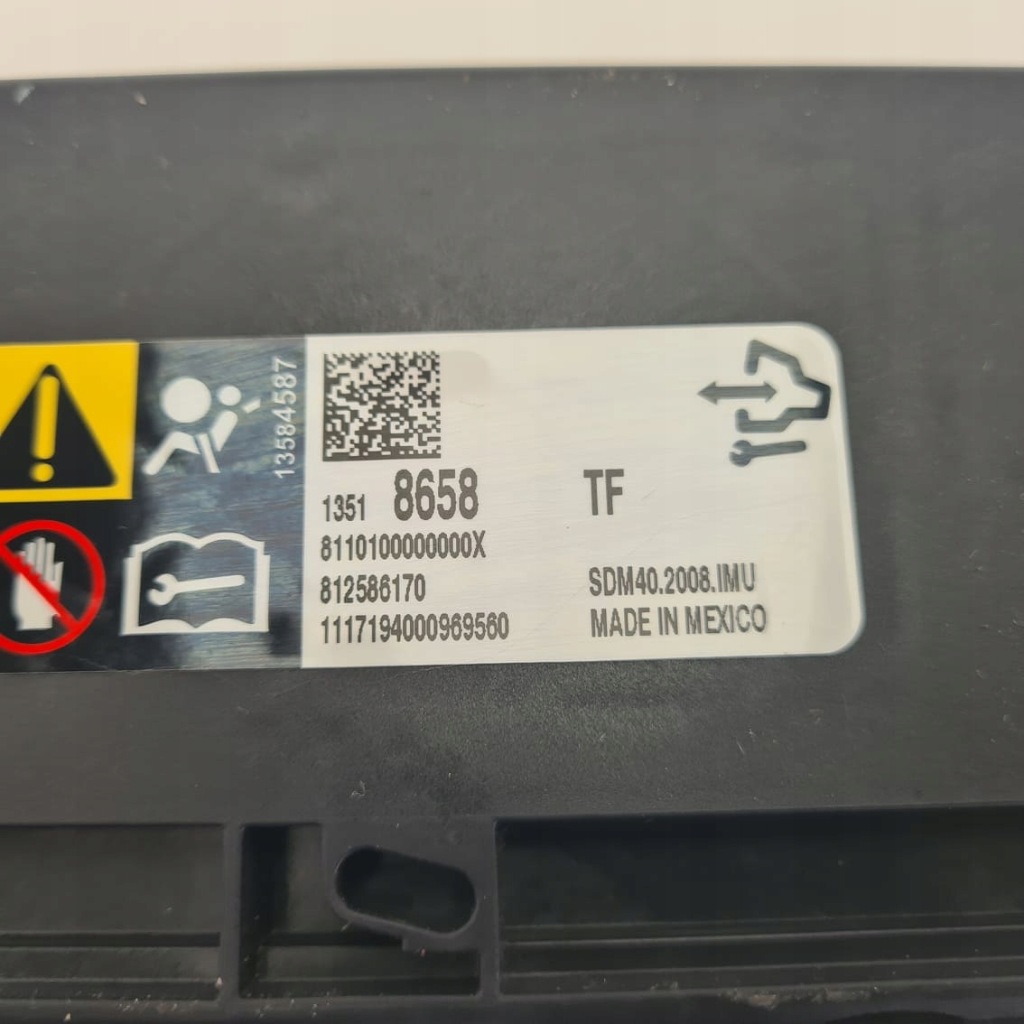 13584587
1351 8658 TF
8110100000000X
812586170 SDM40.2008.IMU
1117194000969560 MADE IN MEXICO